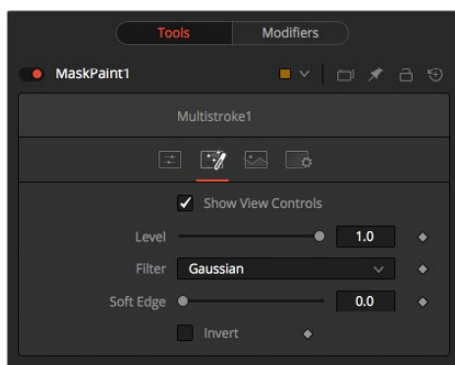 Tools Modifiers
MaskPaint1
Multistroke1
Show View Controls
Level 1.0
Filter Gaussian
Soft Edge 0.0
Invert